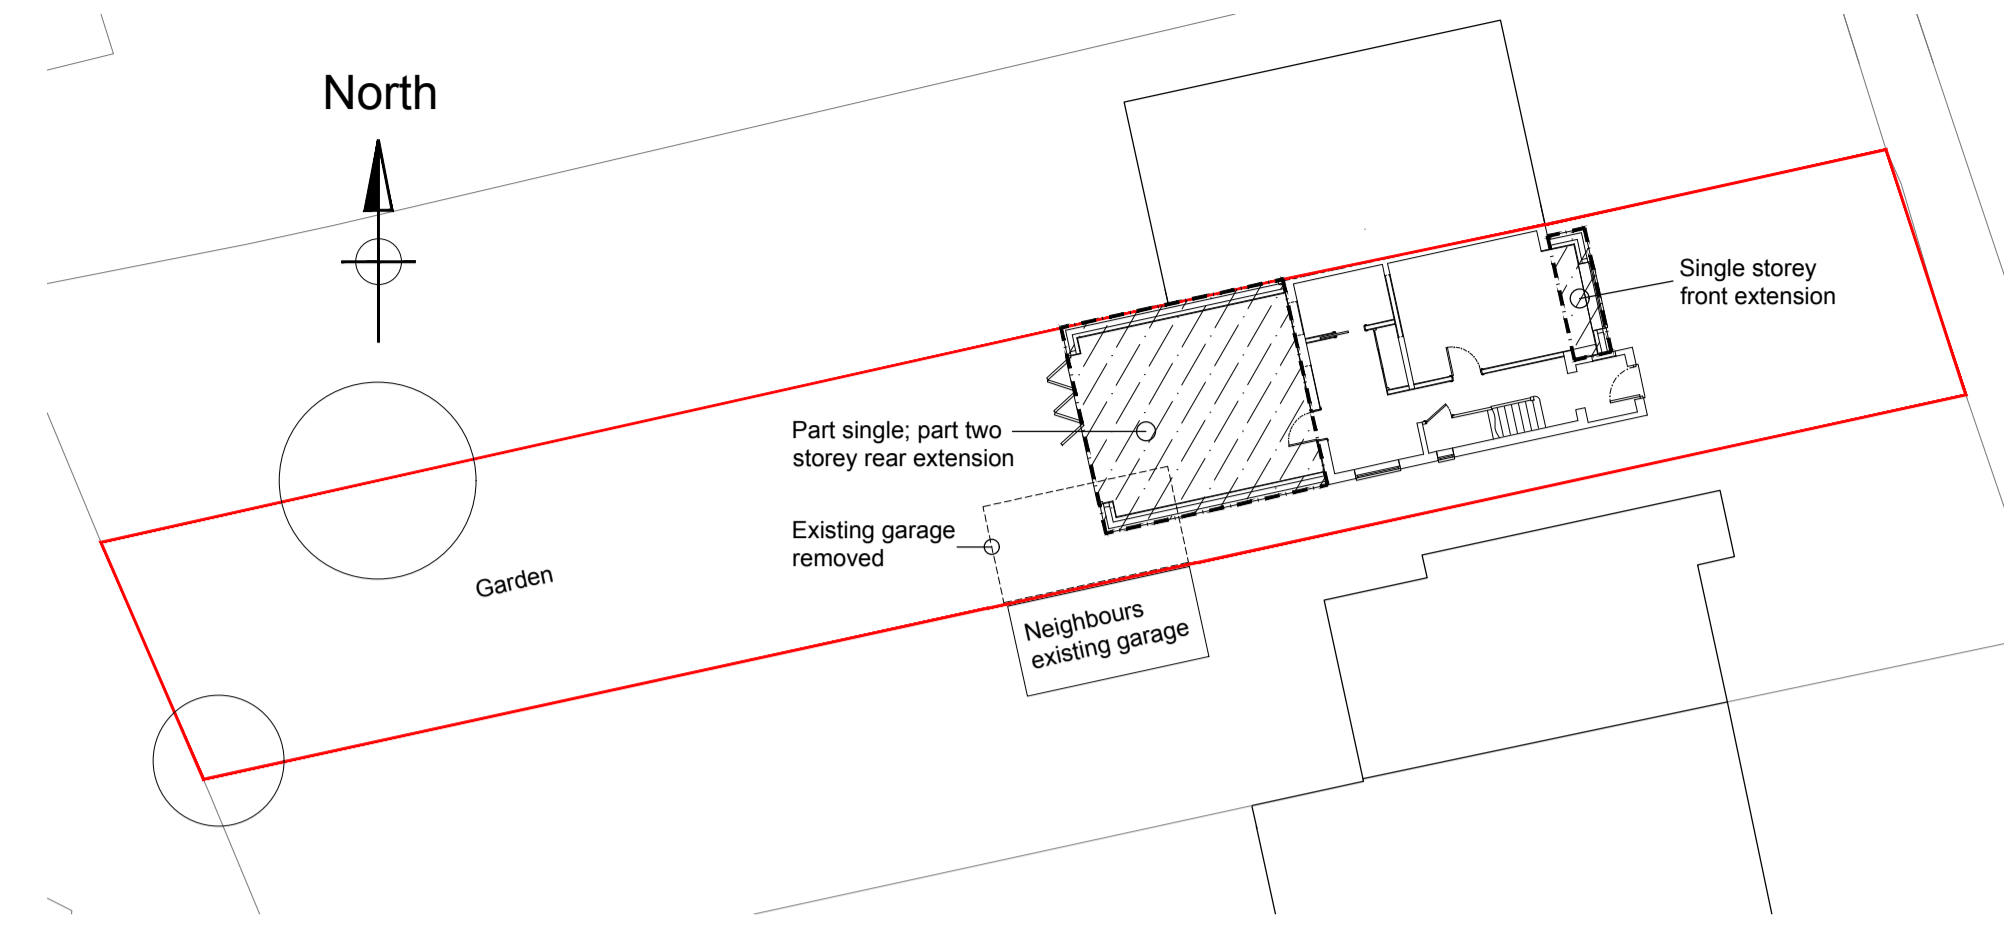 North
Single storey
front extension
Part single; part two
storey rear extension
Existing garage
removed
Garden
Neighbours
existing garage